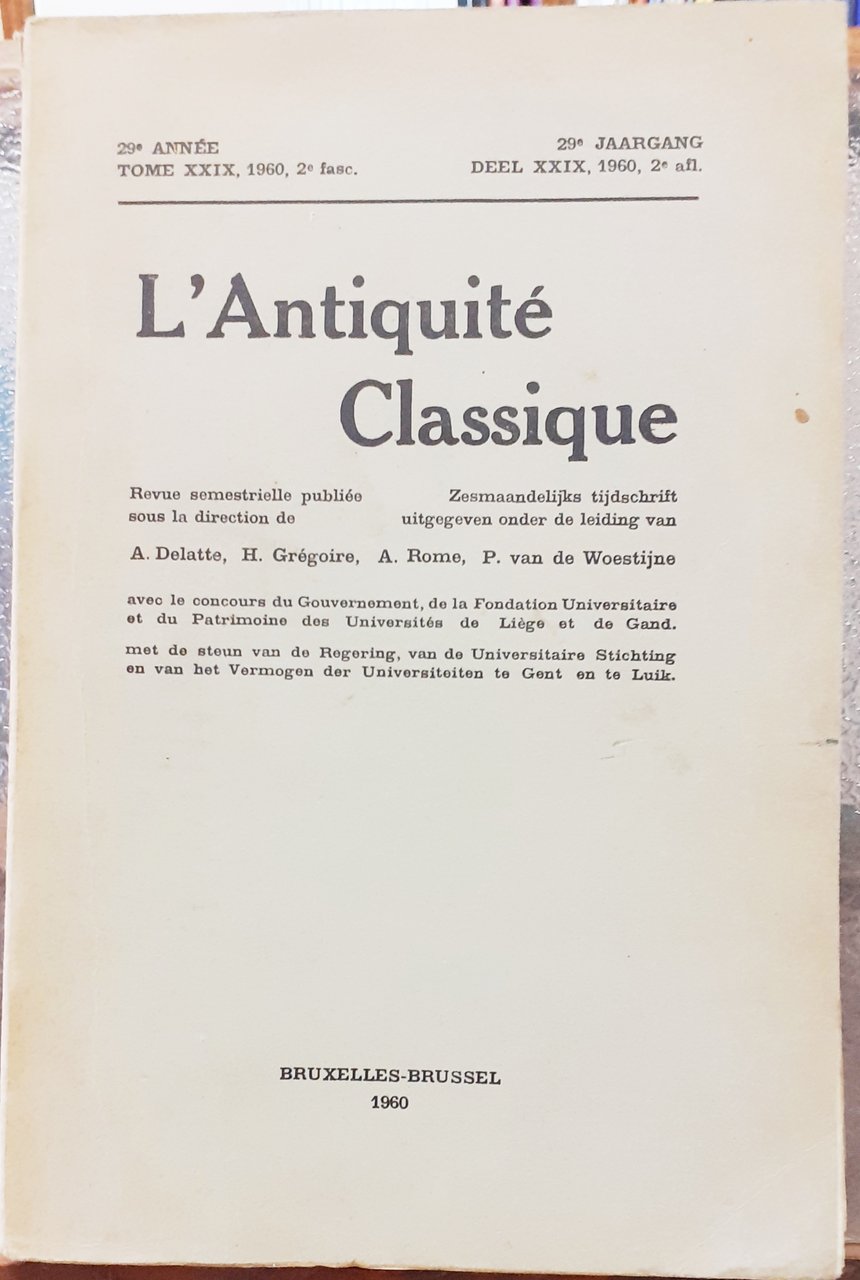 29e ANNÉE
TOME XXIX, 1960, 2e fasc.
29e JAARGANG
DEEL XXIX, 1960, 2e afl.
L'Antiquité
Classique
Revue semestrielle publiée
sous la direction de
Zesmaandelijks tijdschrift
uitgegeven onder de leiding van
A. Delatte, H. Grégoire, A. Rome, P. van de Woestijne
avec le concours du Gouvernement, de la Fondation Universitaire
et du Patrimoine des Universités de Liège et de Gand.
met de steun van de Regering, van de Universitaire Stichting
en van het Vermogen der Universiteiten te Gent en te Luik.
BRUXELLES-BRUSSEL
1960